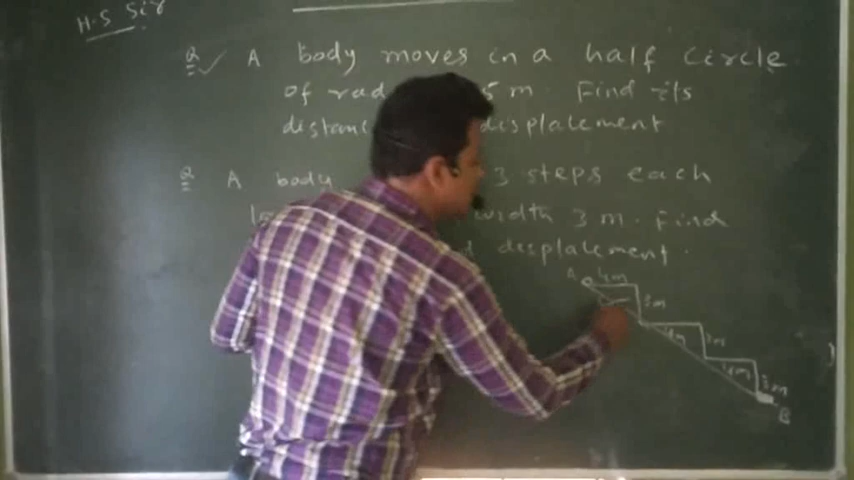 H.S Sir
Q A body moves in a half circle
of rad 5 m. Find its
distanc displacement
Q A body 3 steps each
width 3 m. Find
displacement.
A 4m
3m
4m 3m
4m 3m
B